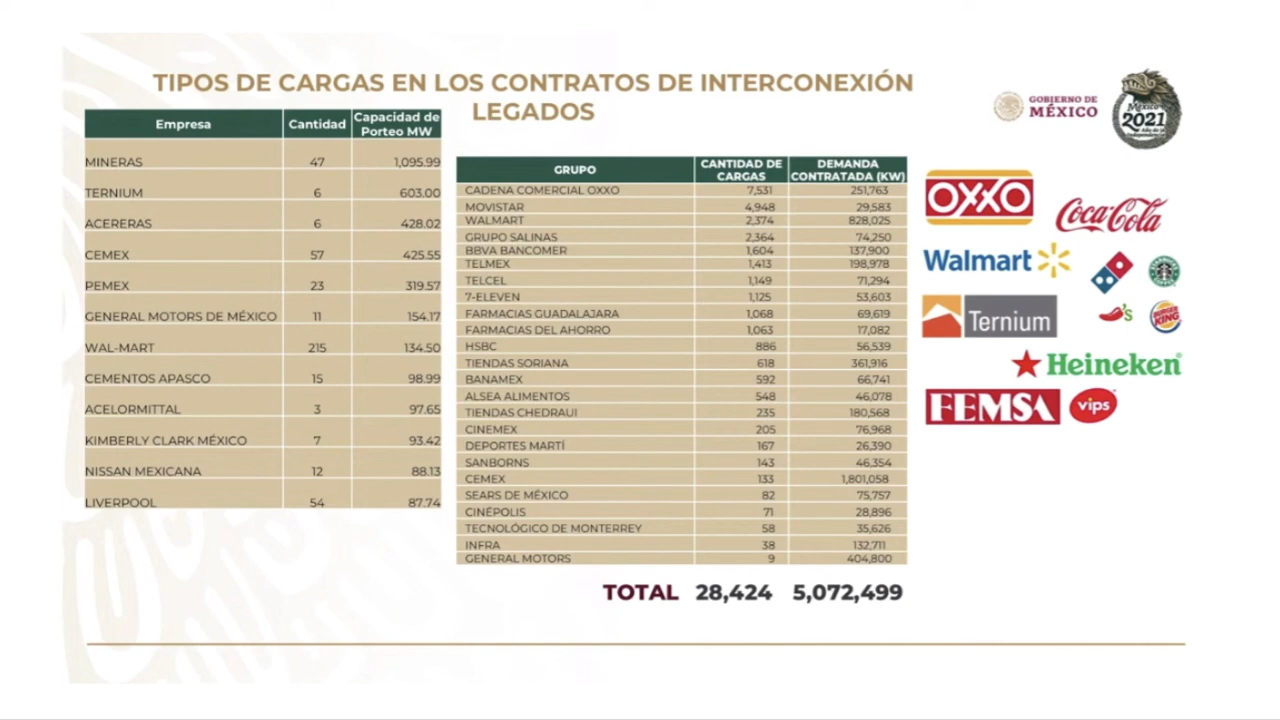 TIPOS DE CARGAS EN LOS CONTRATOS DE INTERCONEXIÓN
LEGADOS
GOBIERNO DE
MÉXICO
México
2021
Año de la
Independencia
Empresa Cantidad Capacidad de Porteo MW
MINERAS 47 1,095.99
TERNIUM 6 603.00
ACERERAS 6 428.02
CEMEX 57 425.55
PEMEX 23 319.57
GENERAL MOTORS DE MÉXICO 11 154.17
WAL-MART 215 134.50
CEMENTOS APASCO 15 98.99
ACELORMITTAL 3 97.65
KIMBERLY CLARK MÉXICO 7 93.42
NISSAN MEXICANA 12 88.13
LIVERPOOL 54 87.74
GRUPO CANTIDAD DE CARGAS DEMANDA CONTRATADA (KW)
CADENA COMERCIAL OXXO 7,531 251,763
MOVISTAR 4,948 29,583
WALMART 2,374 828,025
GRUPO SALINAS 2,364 74,250
BBVA BANCOMER 1,604 137,900
TELMEX 1,413 198,978
TELCEL 1,149 71,294
7-ELEVEN 1,125 53,603
FARMACIAS GUADALAJARA 1,068 69,619
FARMACIAS DEL AHORRO 1,063 17,082
HSBC 886 56,539
TIENDAS SORIANA 618 361,916
BANAMEX 592 66,741
ALSEA ALIMENTOS 548 46,078
TIENDAS CHEDRAUI 235 180,568
CINEMEX 205 76,968
DEPORTES MARTÍ 167 26,390
SANBORNS 143 46,354
CEMEX 133 1,801,058
SEARS DE MÉXICO 82 75,757
CINÉPOLIS 71 28,896
TECNOLÓGICO DE MONTERREY 58 35,626
INFRA 38 132,711
GENERAL MOTORS 9 404,800
TOTAL 28,424 5,072,499
OXXO
Coca-Cola
Walmart
Ternium
chili's
BURGER
KING
Heineken
FEMSA
vips